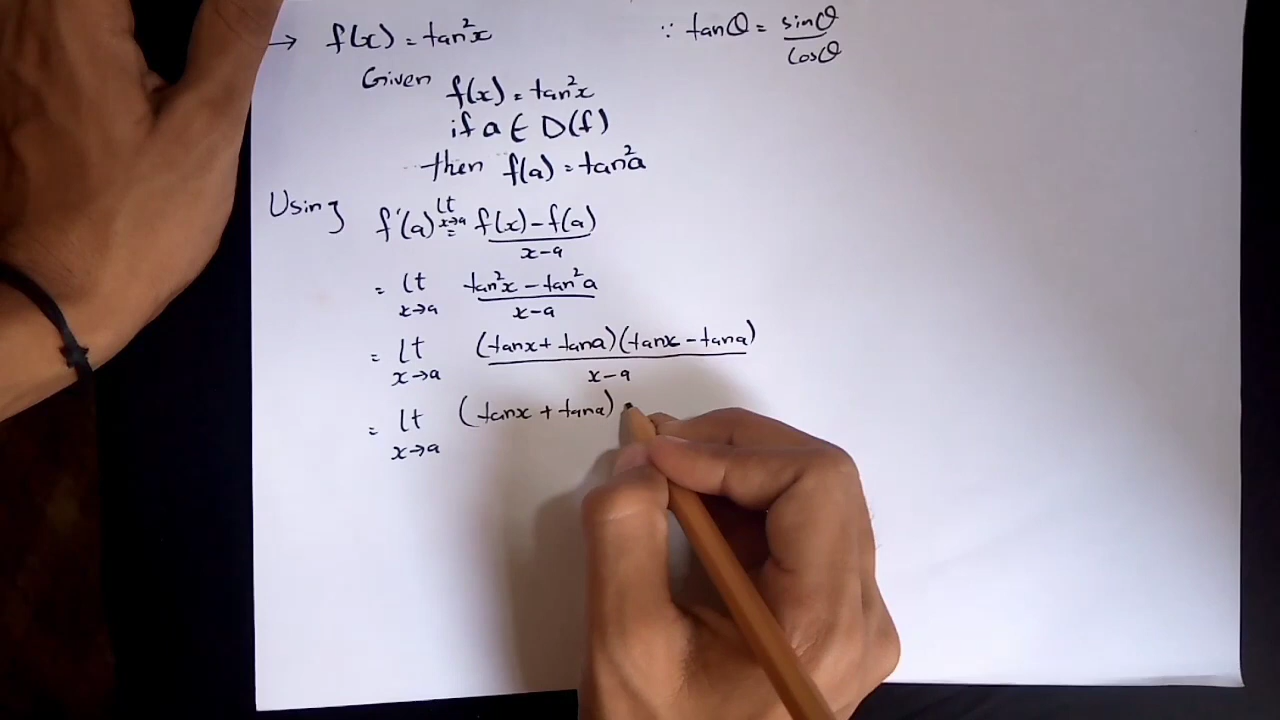 → f(x) = tan²x
∵ tanθ = sinθ / cosθ
Given f(x) = tan²x
if a ∈ D(f)
then f(a) = tan²a
Using f'(a) = lt x→a f(x) - f(a) / x-a
= lt x→a tan²x - tan²a / x-a
= lt x→a (tanx + tana)(tanx - tana) / x-a
= lt x→a (tanx + tana)